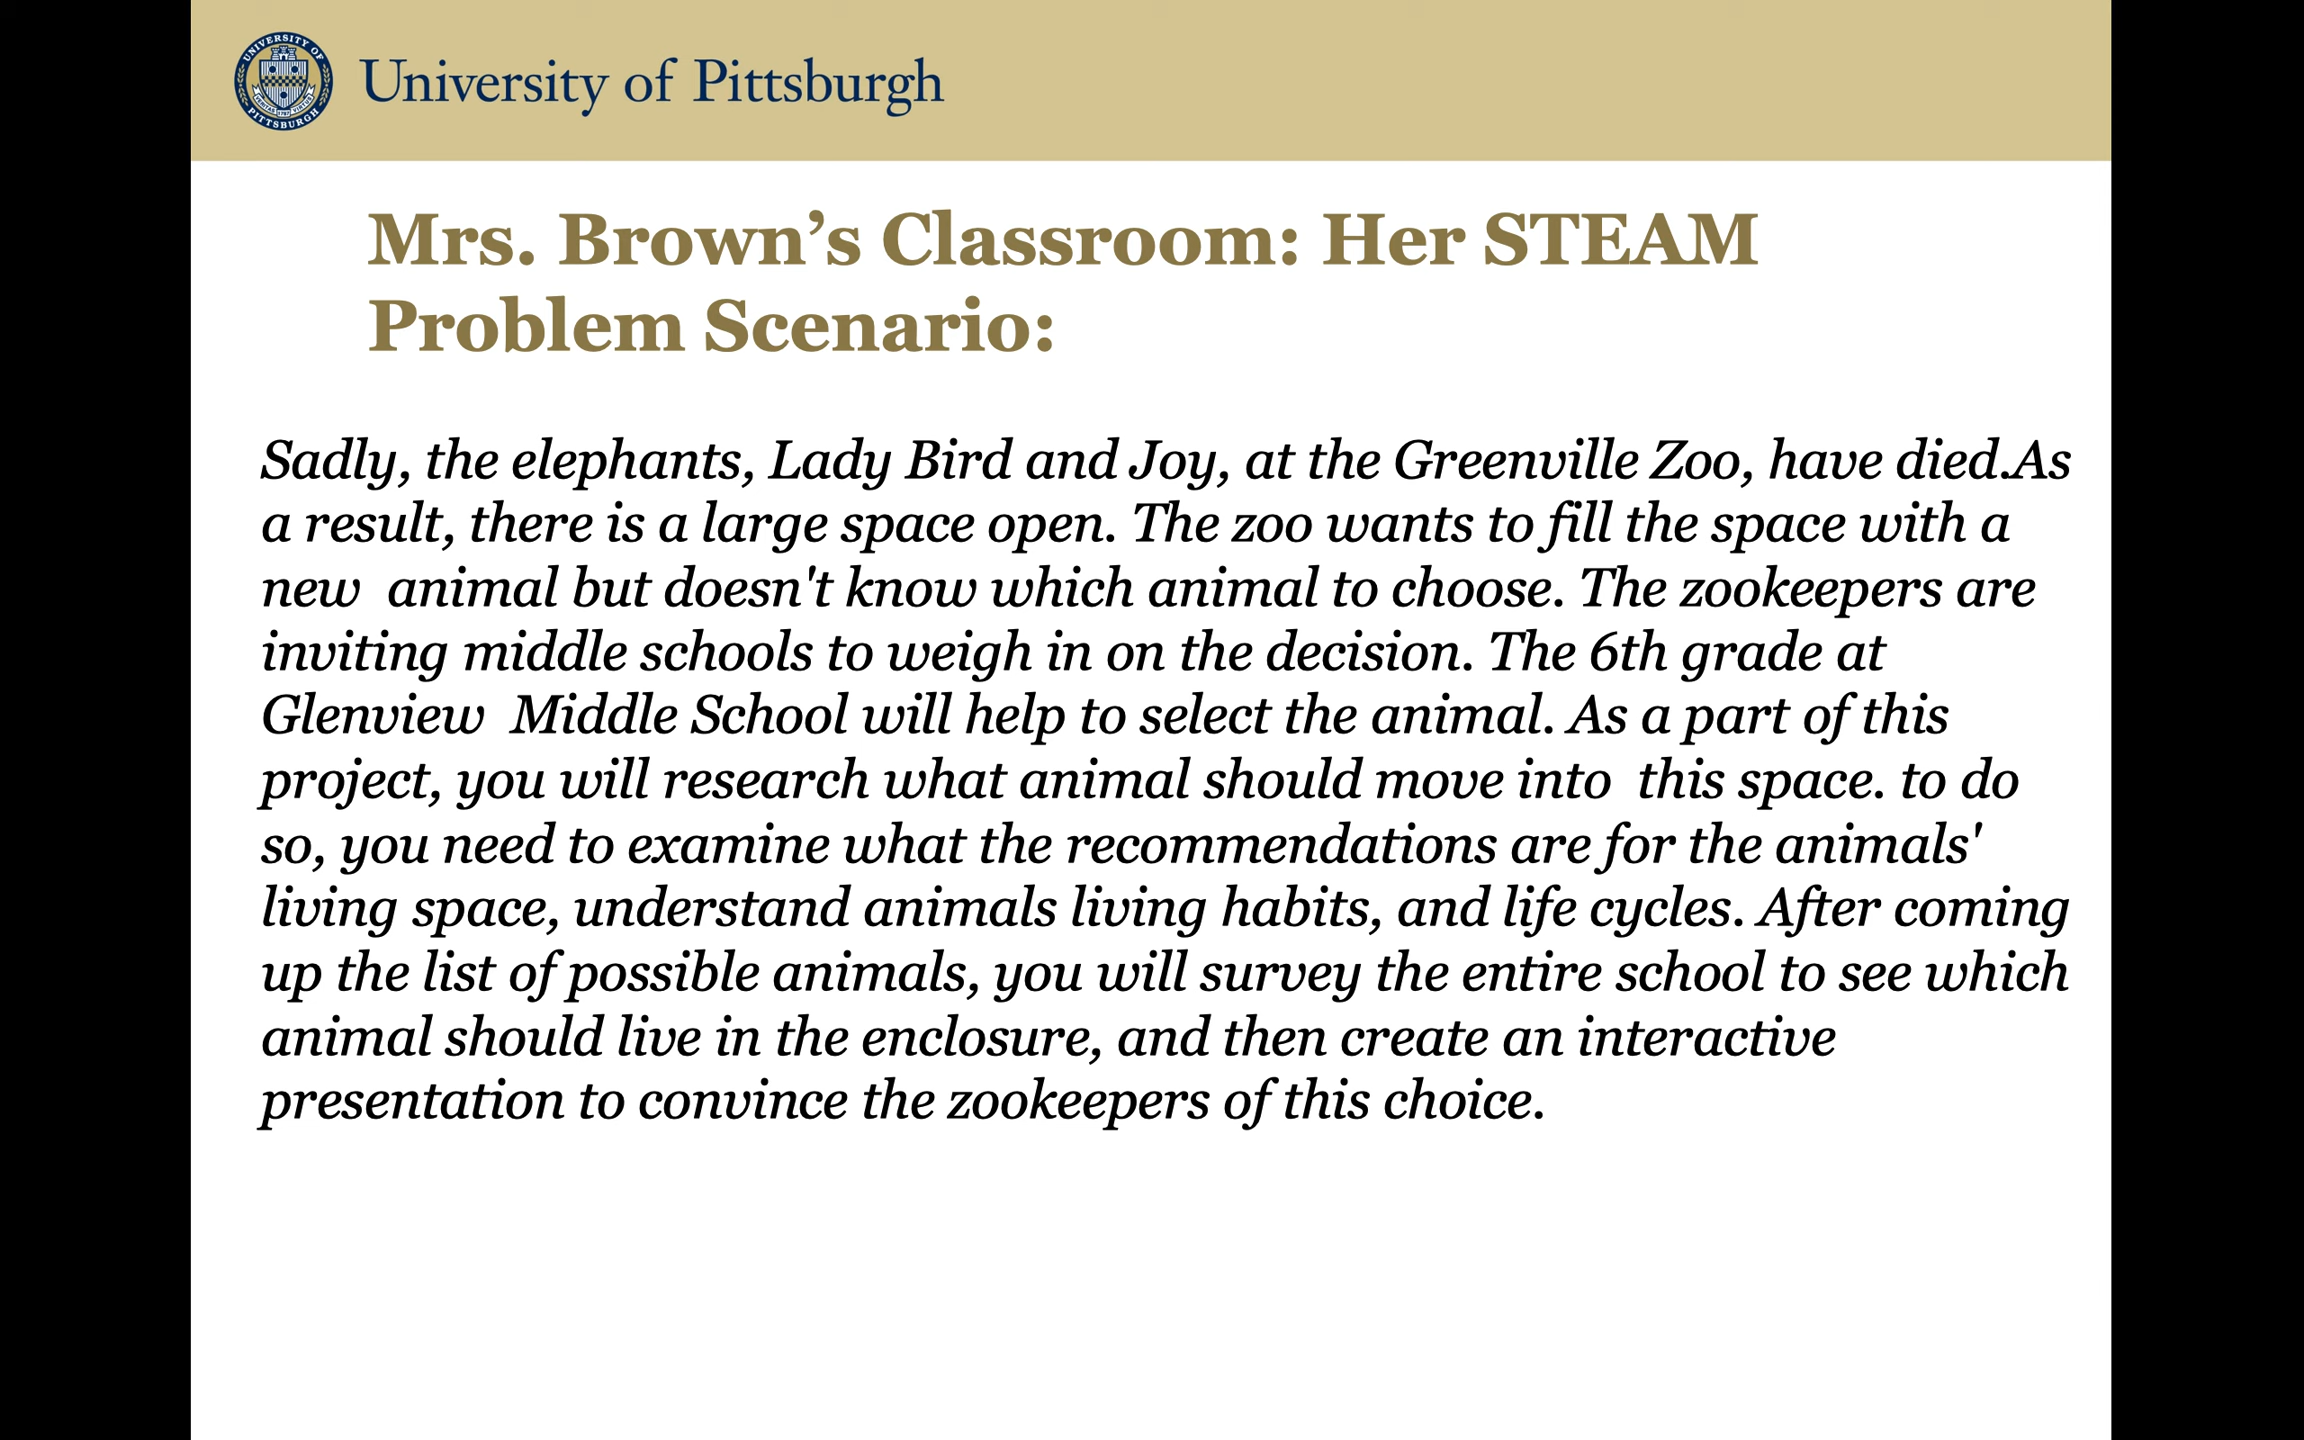 University of Pittsburgh
Mrs. Brown’s Classroom: Her STEAM
Problem Scenario:
Sadly, the elephants, Lady Bird and Joy, at the Greenville Zoo, have died.As
a result, there is a large space open. The zoo wants to fill the space with a
new  animal but doesn't know which animal to choose. The zookeepers are
inviting middle schools to weigh in on the decision. The 6th grade at
Glenview  Middle School will help to select the animal. As a part of this
project, you will research what animal should move into  this space. to do
so, you need to examine what the recommendations are for the animals'
living space, understand animals living habits, and life cycles. After coming
up the list of possible animals, you will survey the entire school to see which
animal should live in the enclosure, and then create an interactive
presentation to convince the zookeepers of this choice.